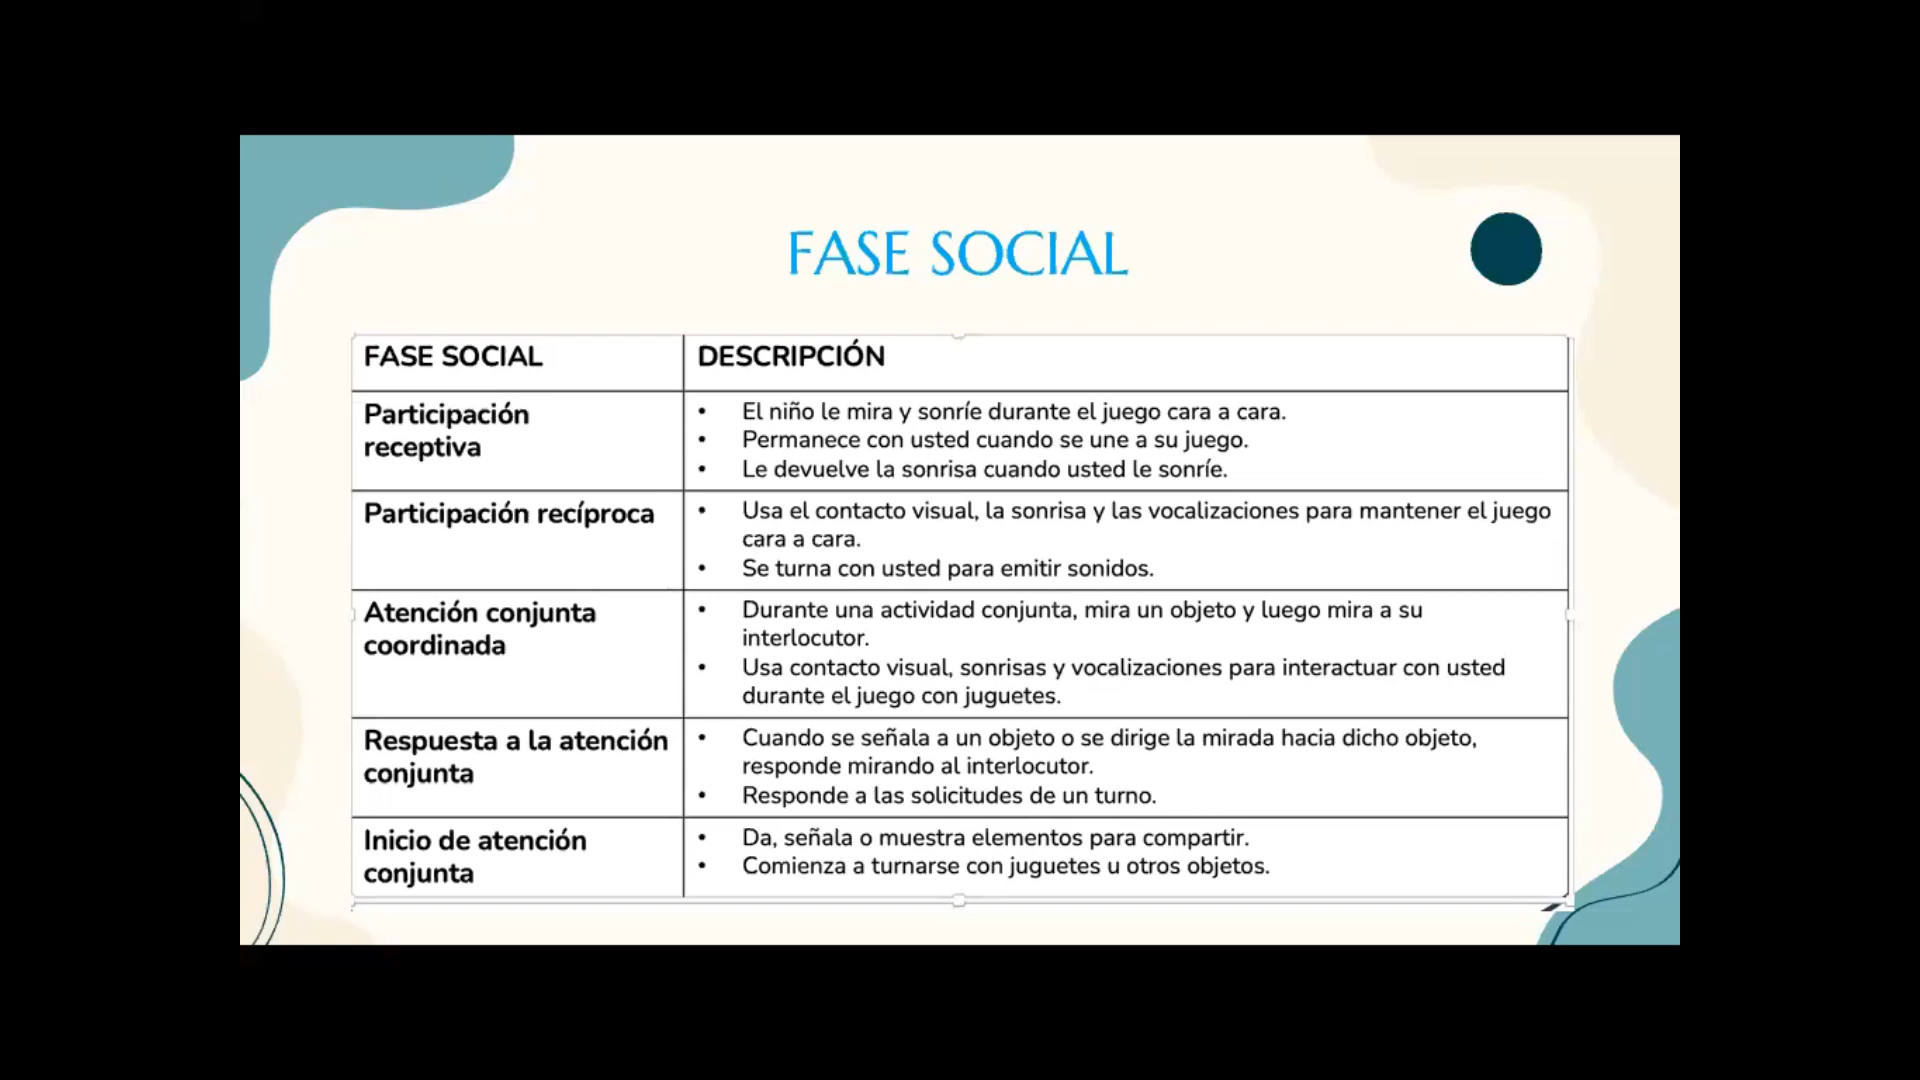 FASE SOCIAL
FASE SOCIAL
DESCRIPCIÓN
Participación
receptiva
• El niño le mira y sonríe durante el juego cara a cara.
• Permanece con usted cuando se une a su juego.
• Le devuelve la sonrisa cuando usted le sonríe.
Participación recíproca
• Usa el contacto visual, la sonrisa y las vocalizaciones para mantener el juego
cara a cara.
• Se turna con usted para emitir sonidos.
Atención conjunta
coordinada
• Durante una actividad conjunta, mira un objeto y luego mira a su
interlocutor.
• Usa contacto visual, sonrisas y vocalizaciones para interactuar con usted
durante el juego con juguetes.
Respuesta a la atención
conjunta
• Cuando se señala a un objeto o se dirige la mirada hacia dicho objeto,
responde mirando al interlocutor.
• Responde a las solicitudes de un turno.
Inicio de atención
conjunta
• Da, señala o muestra elementos para compartir.
• Comienza a turnarse con juguetes u otros objetos.